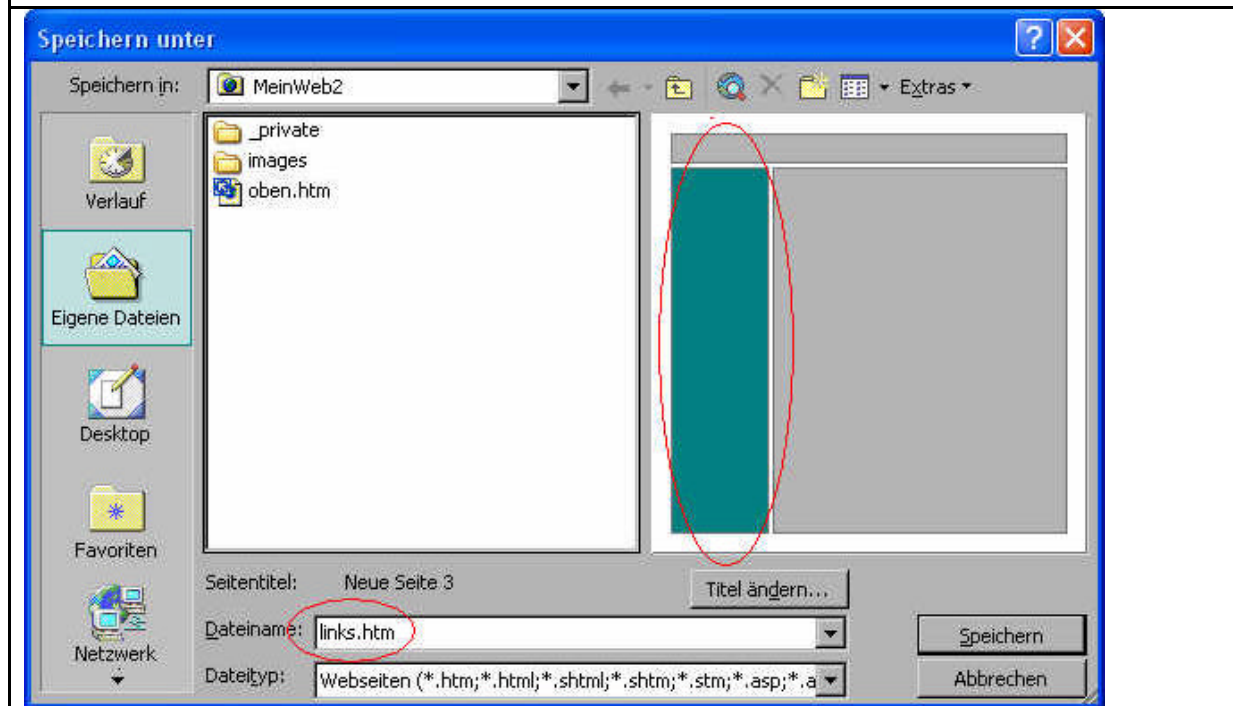 Speichern unter
Speichern in: MeinWeb2 Extras
_private
images
oben.htm
Verlauf
Eigene Dateien
Desktop
Favoriten
Netzwerk
Seitentitel: Neue Seite 3 Titel ändern...
Dateiname: links.htm Speichern
Dateityp: Webseiten (*.htm;*.html;*.shtml;*.shtm;*.stm;*.asp;*.a Abbrechen